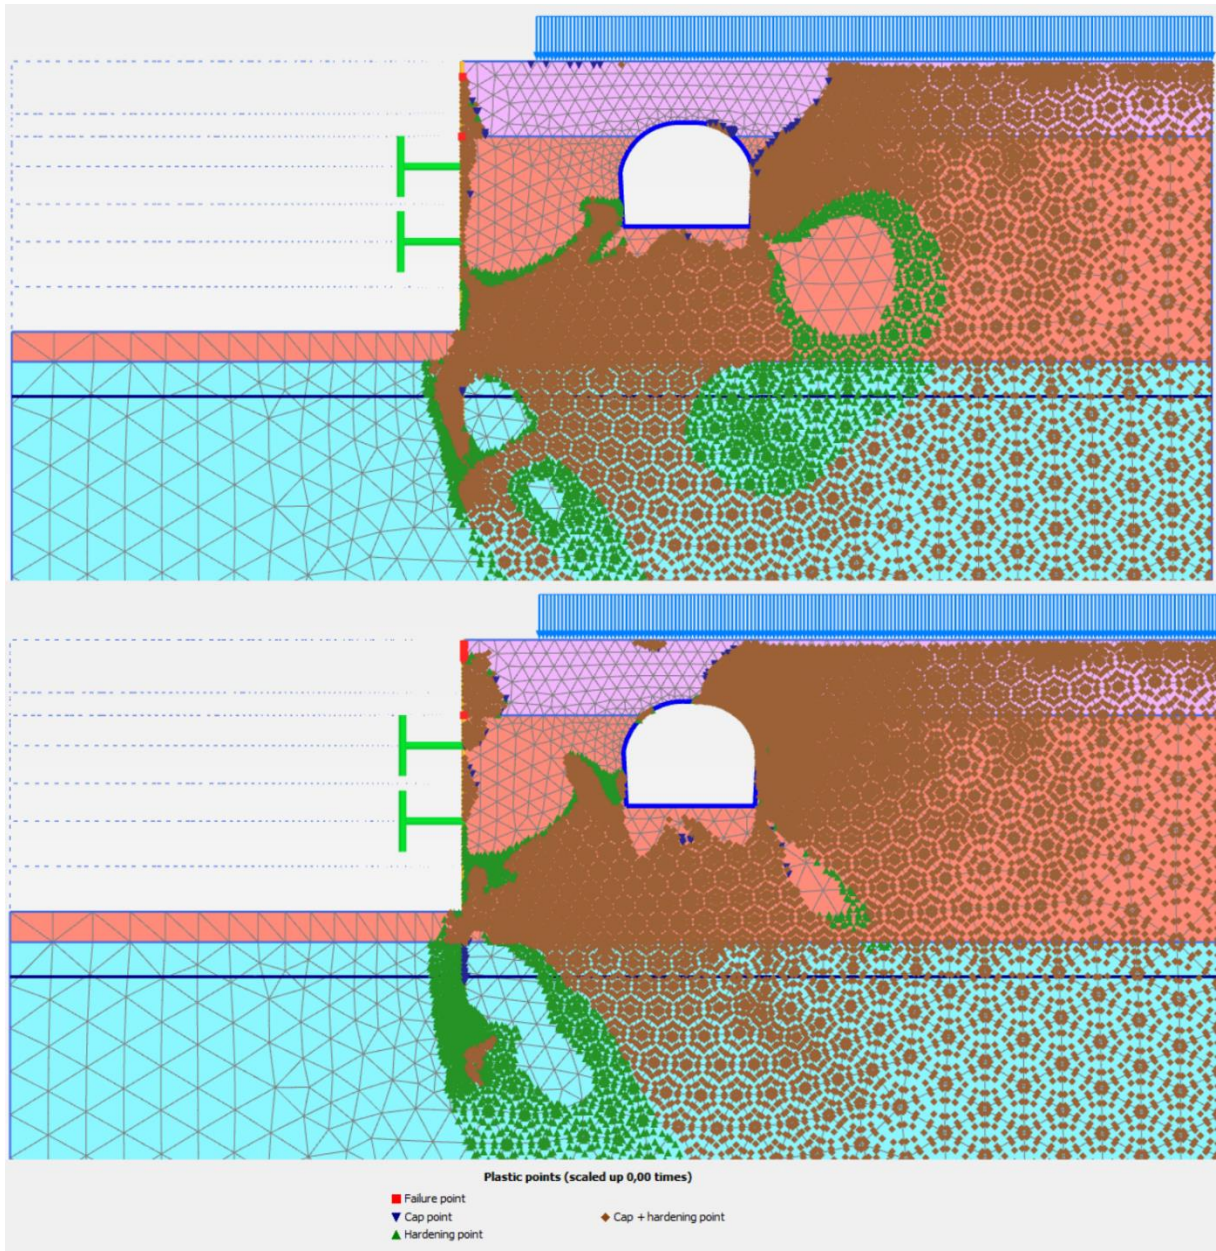 Plastic points (scaled up 0,00 times)
Failure point
Cap point
Cap + hardening point
Hardening point